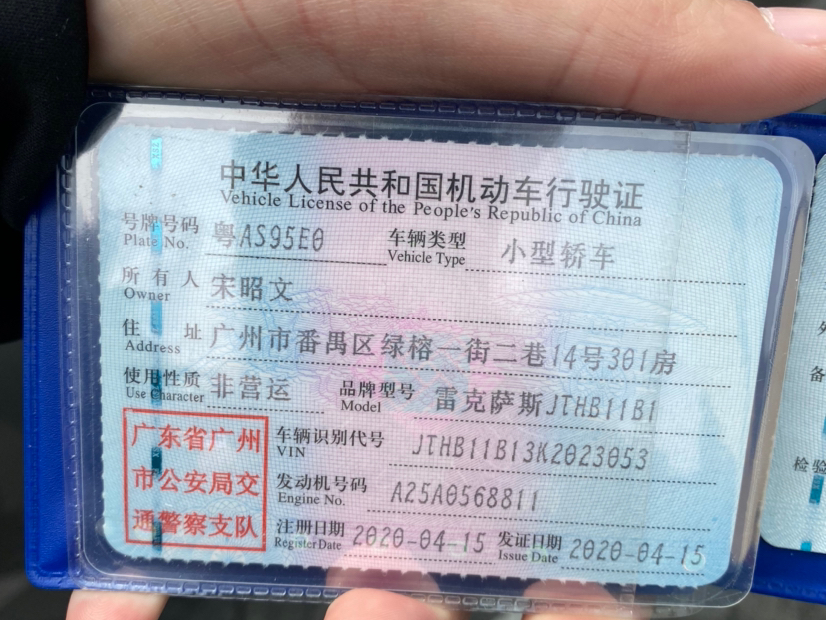 中华人民共和国机动车行驶证
Vehicle License of the People's Republic of China
号牌号码 粤AS95E0 车辆类型 小型轿车
Plate No. Vehicle Type
所有人 宋昭文
Owner
住址 广州市番禺区绿榕一街二巷14号301房
Address
使用性质 非营运 品牌型号 雷克萨斯JTHB11B1
Use Character Model
广东省广州 车辆识别代号 JTHB11B13K2023053
VIN
市公安局交 发动机号码 A25A0568811
Engine No.
通警察支队 注册日期 2020-04-15 发证日期 2020-04-15
Register Date Issue Date
备
检验